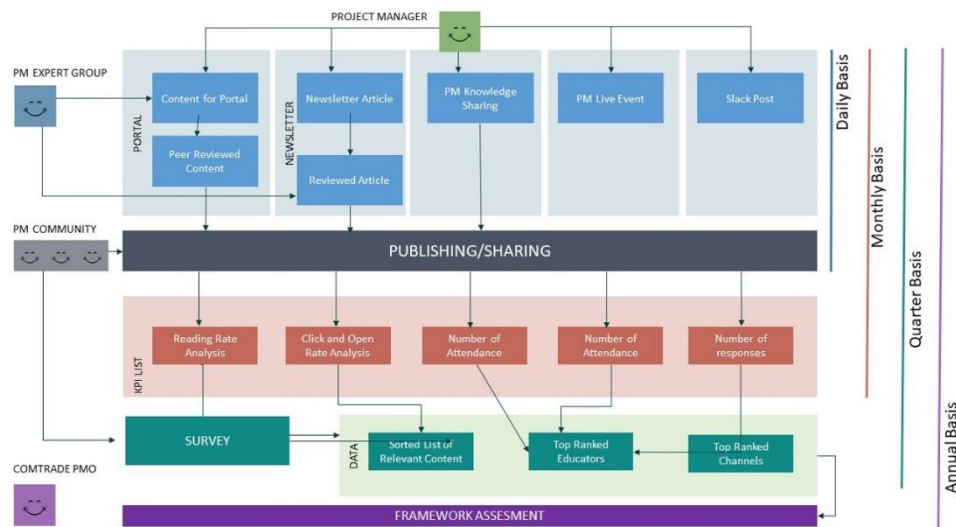 PROJECT MANAGER
PM EXPERT GROUP
Content for Portal
Newsletter Article
PM Knowledge
Sharing
PM Live Event
Slack Post
PORTAL
Peer Reviewed
Content
NEWSLETTER
Reviewed Article
Daily Basis
Monthly Basis
Quarter Basis
Annual Basis
PM COMMUNITY
PUBLISHING/SHARING
KPI LIST
Reading Rate
Analysis
Click and Open
Rate Analysis
Number of
Attendance
Number of
Attendance
Number of
responses
SURVEY
DATA
Sorted List of
Relevant Content
Top Ranked
Educators
Top Ranked
Channels
COMTRADE PMO
FRAMEWORK ASSESMENT